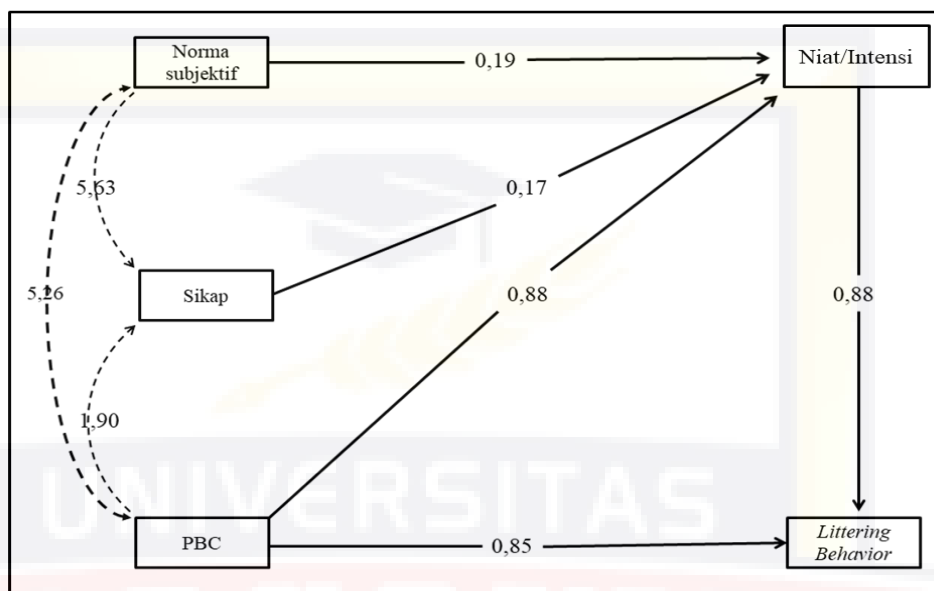 Norma
subjektif
0,19
Niat/Intensi
5,63
0,17
5,26
Sikap
0,88
0,88
1,90
UNIVERSITAS
PBC
0,85
Littering
Behavior